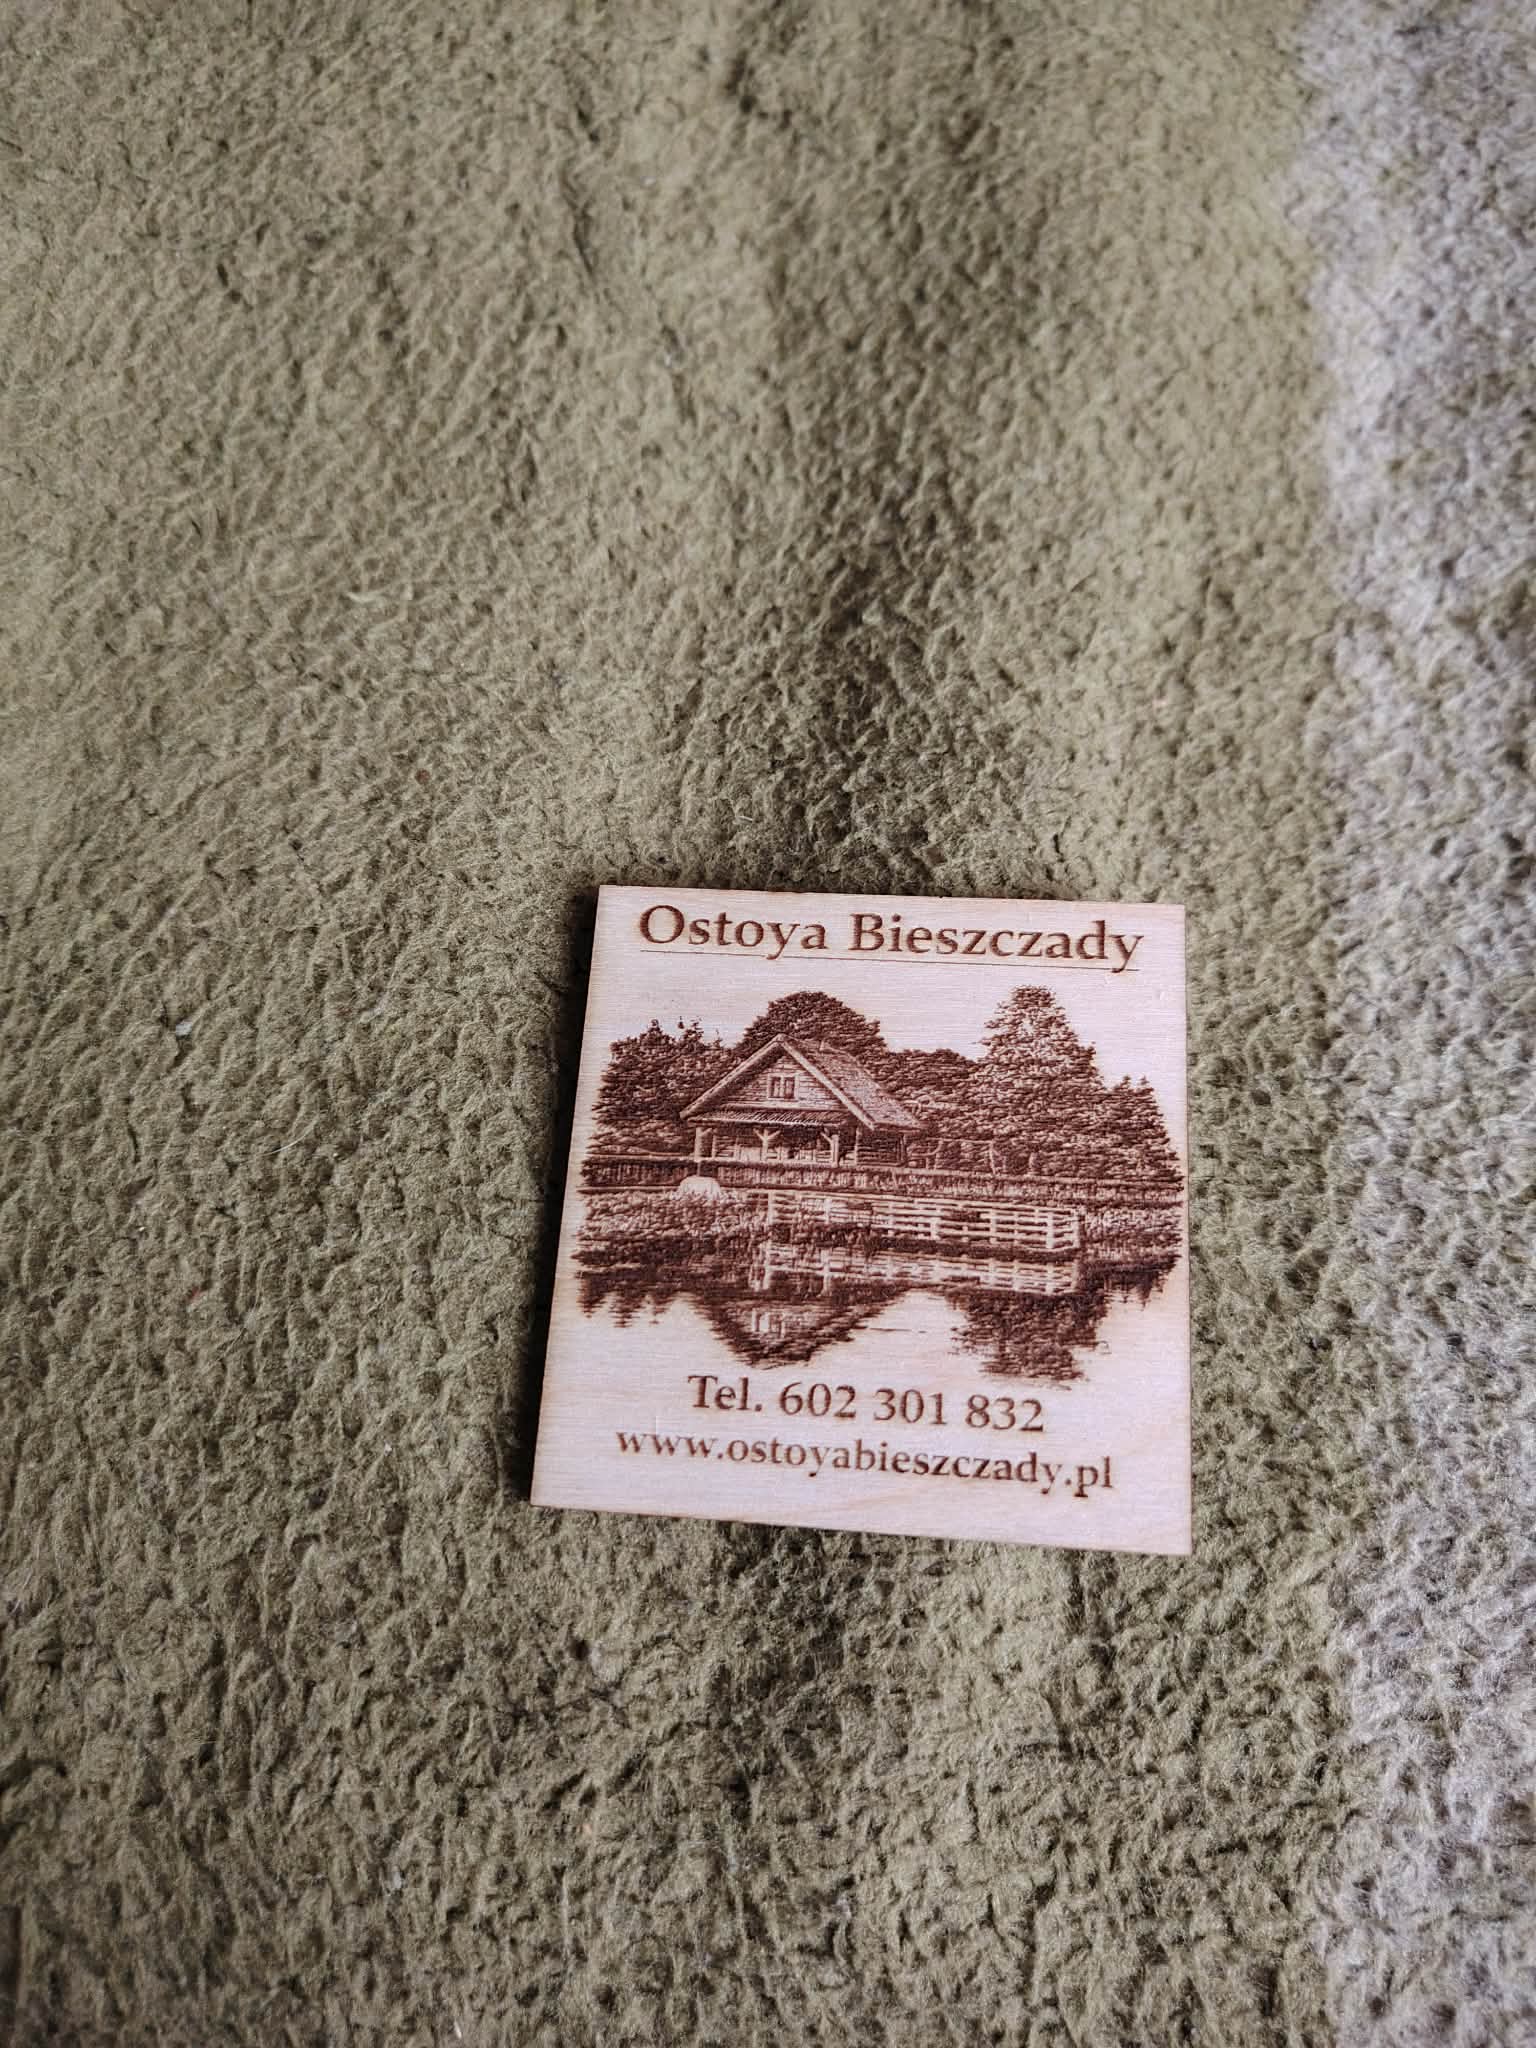 Ostoya Bieszczady
Tel. 602 301 832
www.ostoyabieszczady.pl